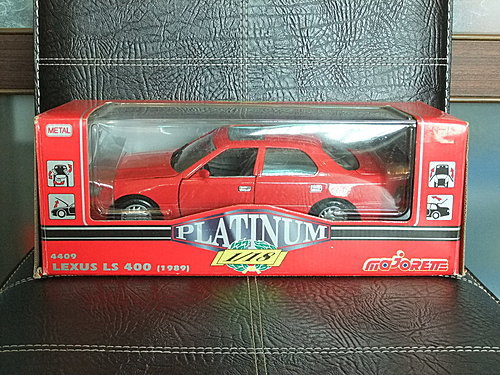 METAL
PLATINUM
1/18
4409
LEXUS LS 400 (1989)
majORETTE